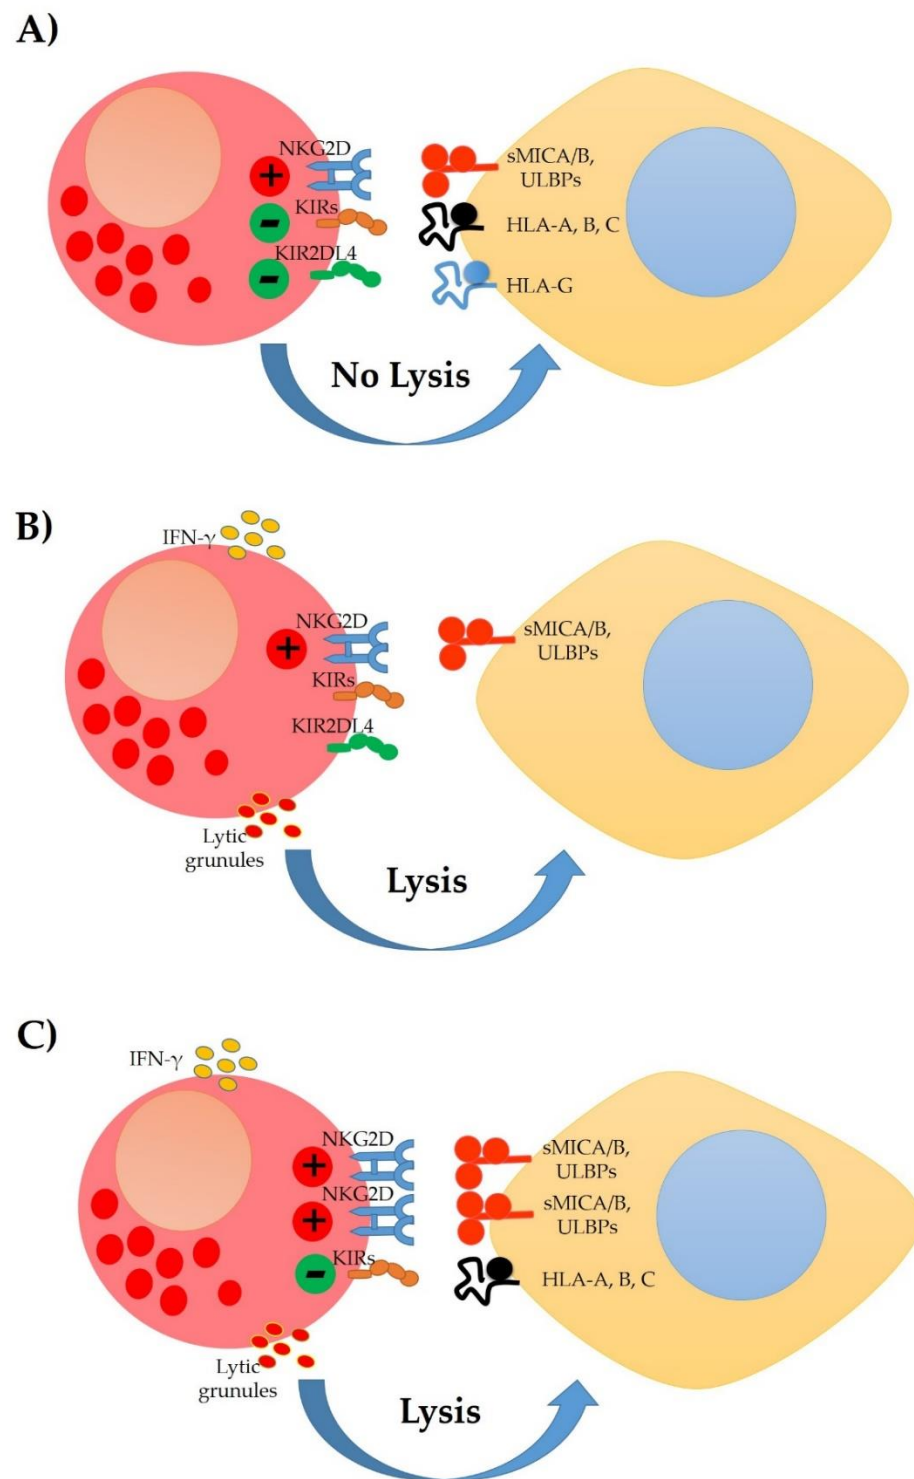 A)
NKG2D
KIRs
KIR2DL4
sMICA/B,
ULBPs
HLA-A, B, C
HLA-G
No Lysis
B)
IFN-γ
NKG2D
KIRs
KIR2DL4
sMICA/B,
ULBPs
Lytic
grunules
Lysis
C)
IFN-γ
NKG2D
NKG2D
KIRs
sMICA/B,
ULBPs
sMICA/B,
ULBPs
HLA-A, B, C
Lytic
grunules
Lysis